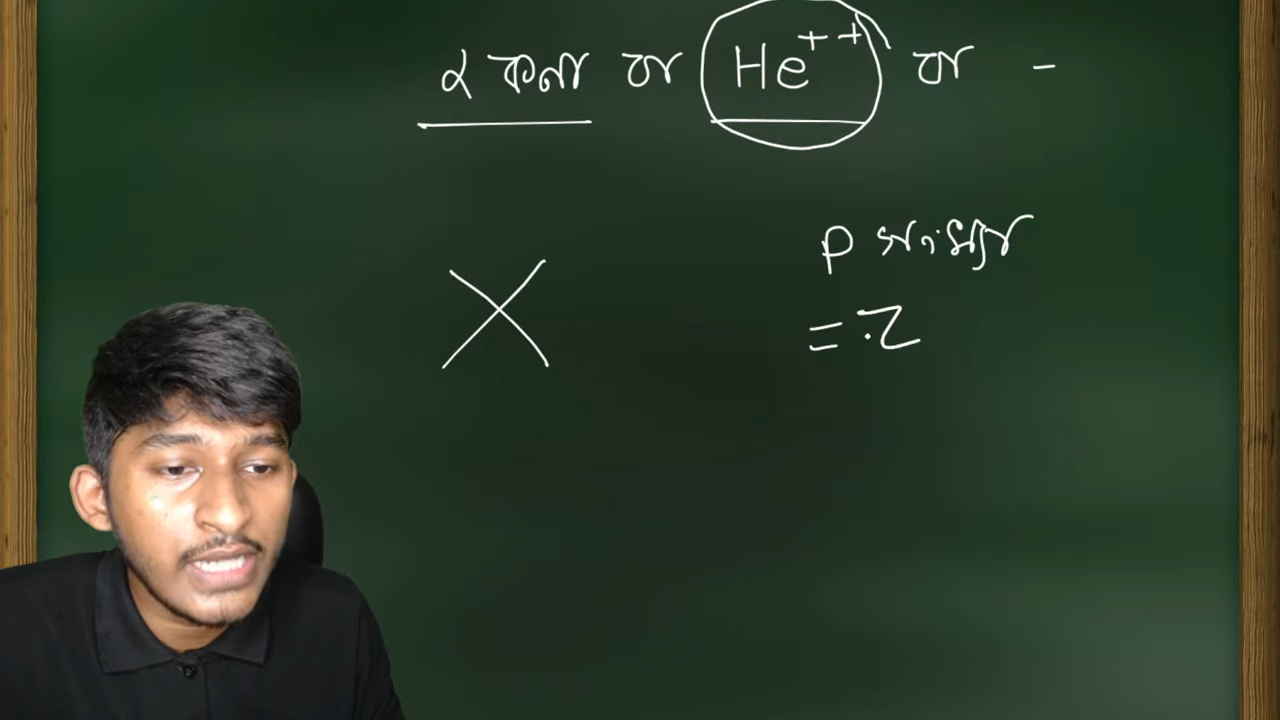 α কনা বা He⁺⁺ বা -
P সংখ্যা
= Z